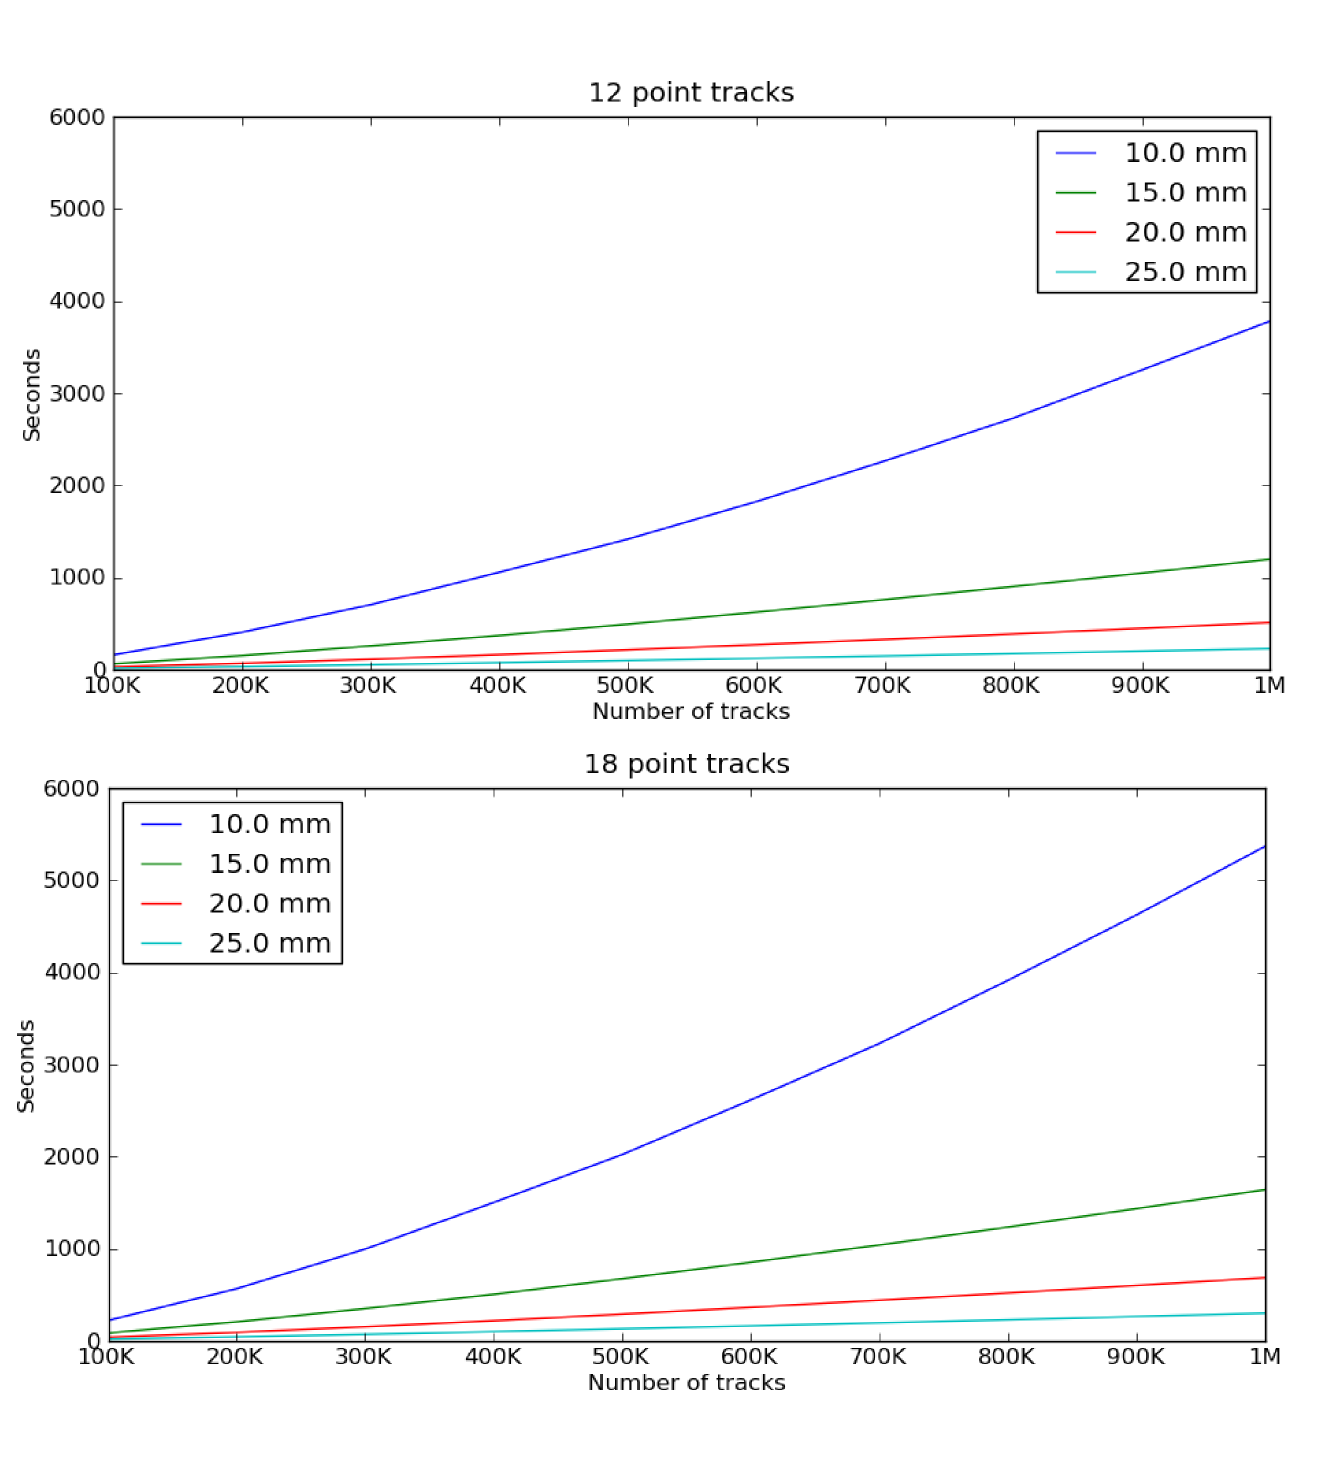 12 point tracks
6000
5000
4000
3000
2000
1000
0
Seconds
10.0 mm
15.0 mm
20.0 mm
25.0 mm
100K 200K 300K 400K 500K 600K 700K 800K 900K 1M
Number of tracks
18 point tracks
6000
5000
4000
3000
2000
1000
0
Seconds
10.0 mm
15.0 mm
20.0 mm
25.0 mm
100K 200K 300K 400K 500K 600K 700K 800K 900K 1M
Number of tracks